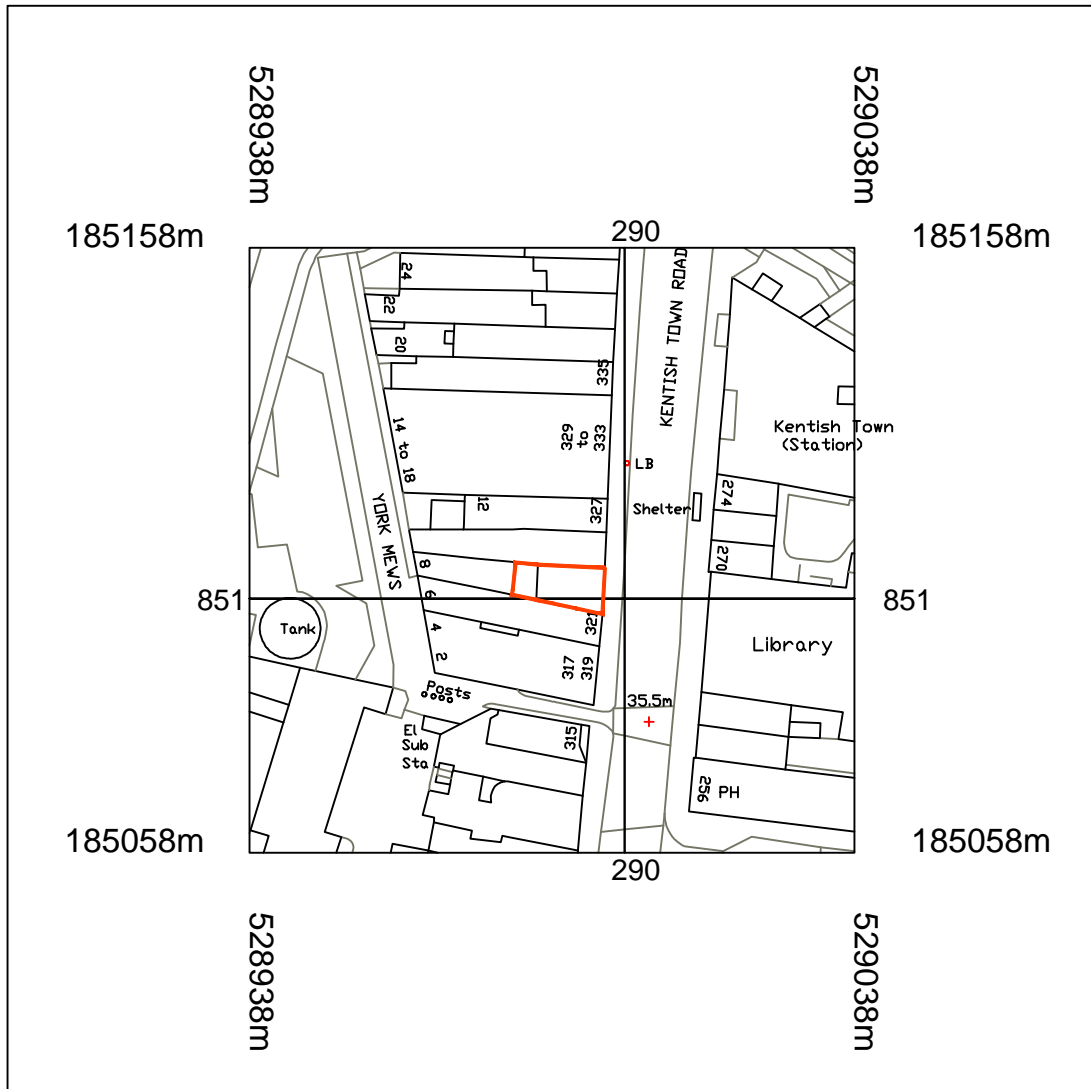 528938m
529038m
185158m
290
185158m
24
22
20
KENTISH TOWN ROAD
335
329
to
333
14 to 18
Kentish Town
(Station)
LB
12
327
Shelter
274
270
YORK MEWS
8
6
851
851
321
4
2
Tank
317
319
Library
Posts
35.5m
El
Sub
Sta
315
256
PH
185058m
290
185058m
528938m
529038m